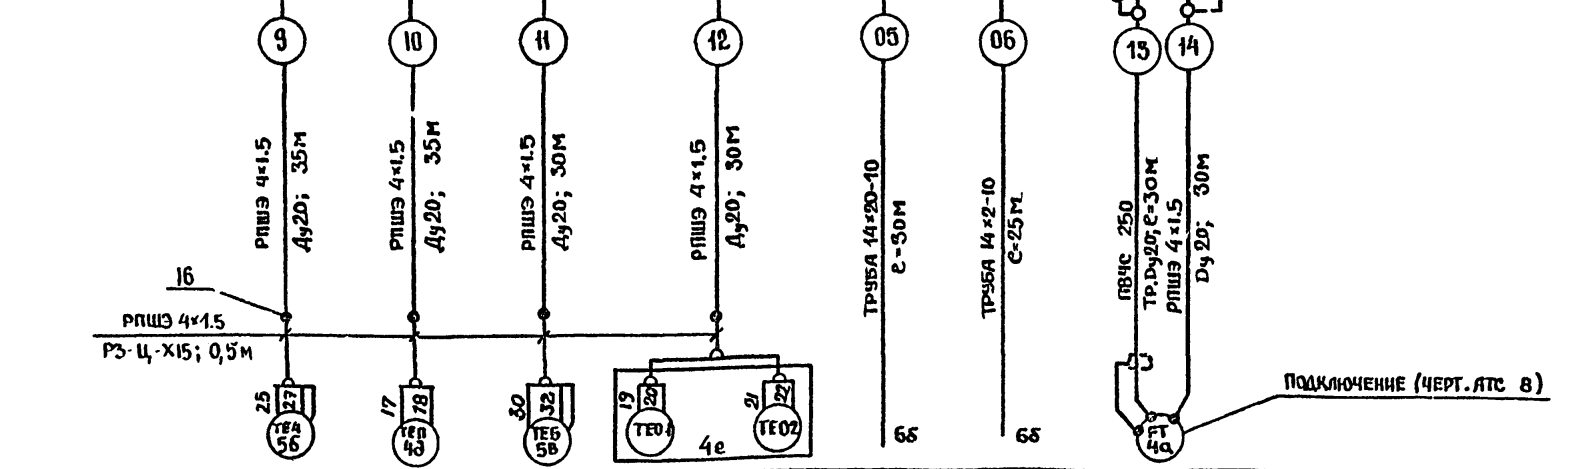 9
10
11
12
05
06
13
14
РПШЭ 4×1.5
Ду20; 35м
РПШЭ 4×1.5
Ду20; 35м
РПШЭ 4×1.5
Ду20; 30м
РПШЭ 4×1.5
Ду20; 30м
ТРУБА 14×20-10
ℓ=30м
ТРУБА 14×2-10
ℓ=25м
ПВЧС 250
Тр.Ду20; ℓ=30м
РПШЭ 4×1.5
Ду20; 30м
16
РПШЭ 4×1.5
РЗ-Ц-Х15; 0,5м
25
27
ТЕ4
5б
17
18
ТЕП
4д
30
32
ТЕБ
5В
19
20
ТЕ01
21
22
ТЕ02
4е
6б
6б
FT
4а
ПОДКЛЮЧЕНИЕ (ЧЕРТ. АТС 8)